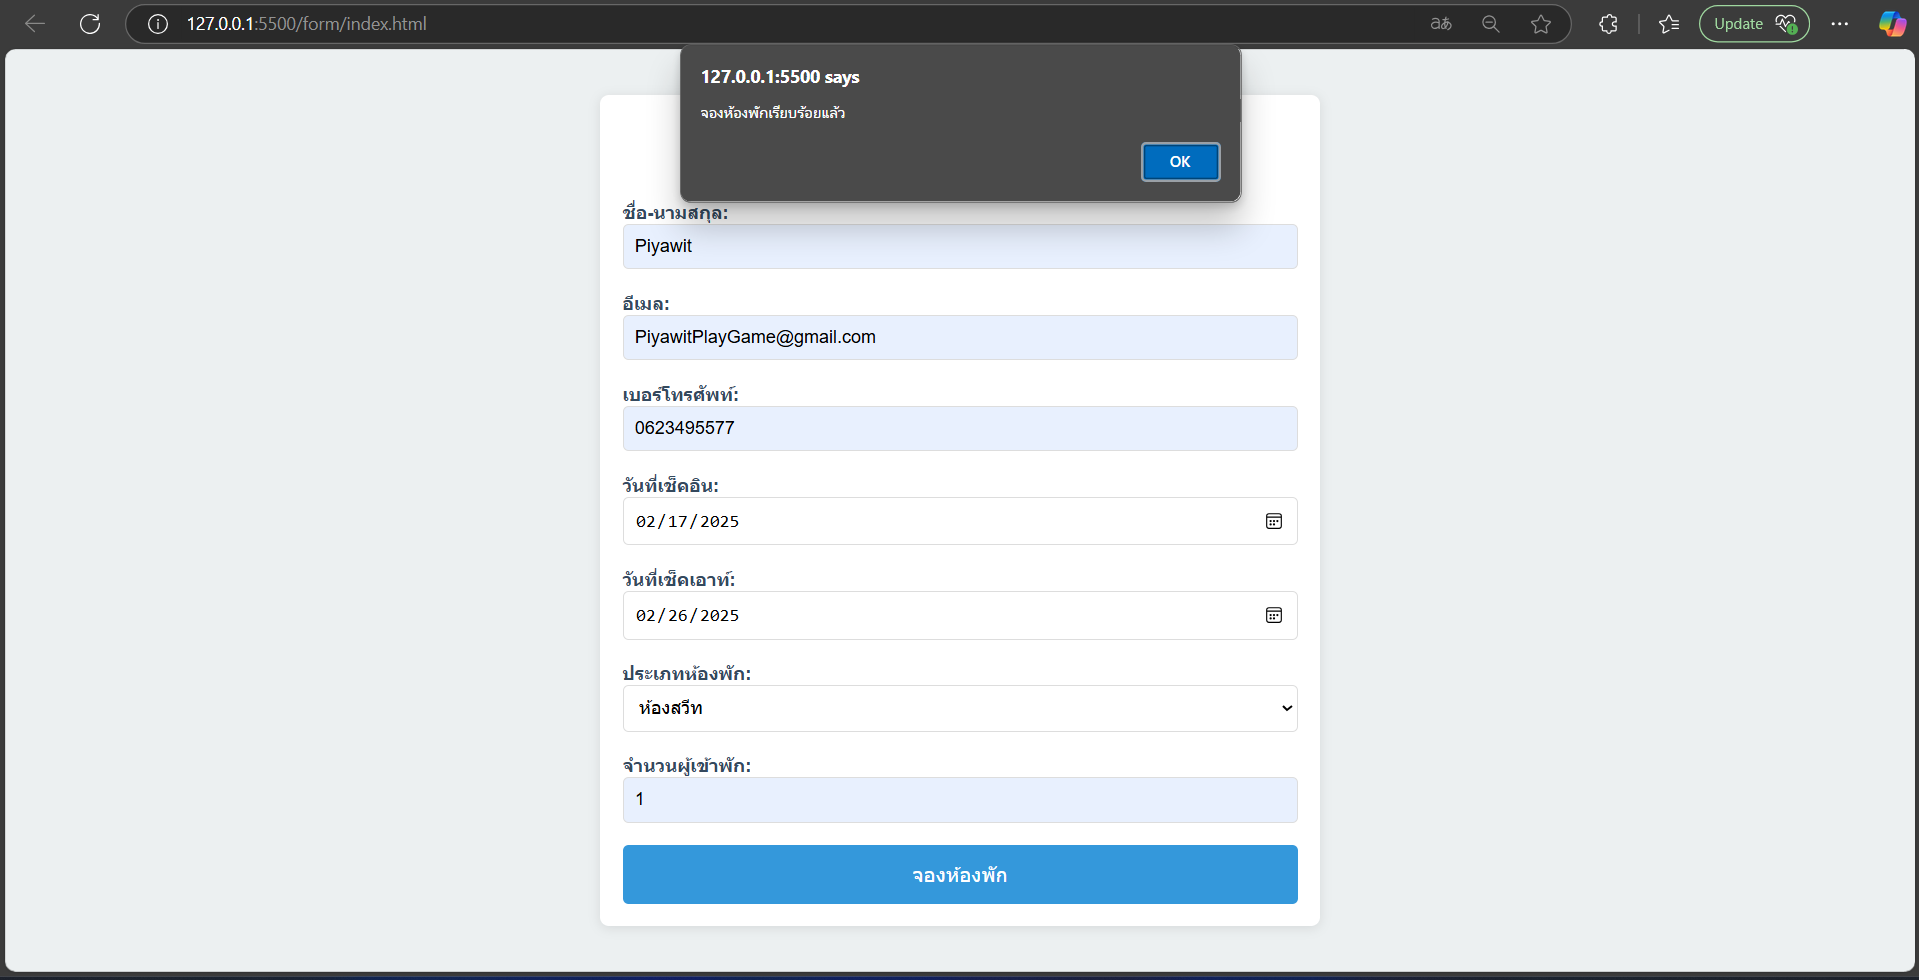 127.0.0.1:5500/form/index.html
aあ
Update
127.0.0.1:5500 says
จองห้องพักเรียบร้อยแล้ว
OK
ชื่อ-นามสกุล:
Piyawit
อีเมล:
PiyawitPlayGame@gmail.com
เบอร์โทรศัพท์:
0623495577
วันที่เช็คอิน:
02/17/2025
วันที่เช็คเอาท์:
02/26/2025
ประเภทห้องพัก:
ห้องสวีท
จำนวนผู้เข้าพัก:
1
จองห้องพัก